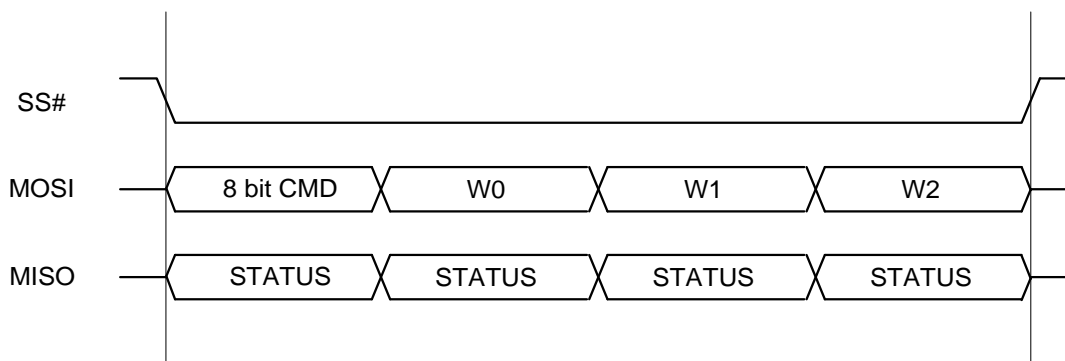 SS#
MOSI 8 bit CMD W0 W1 W2
MISO STATUS STATUS STATUS STATUS